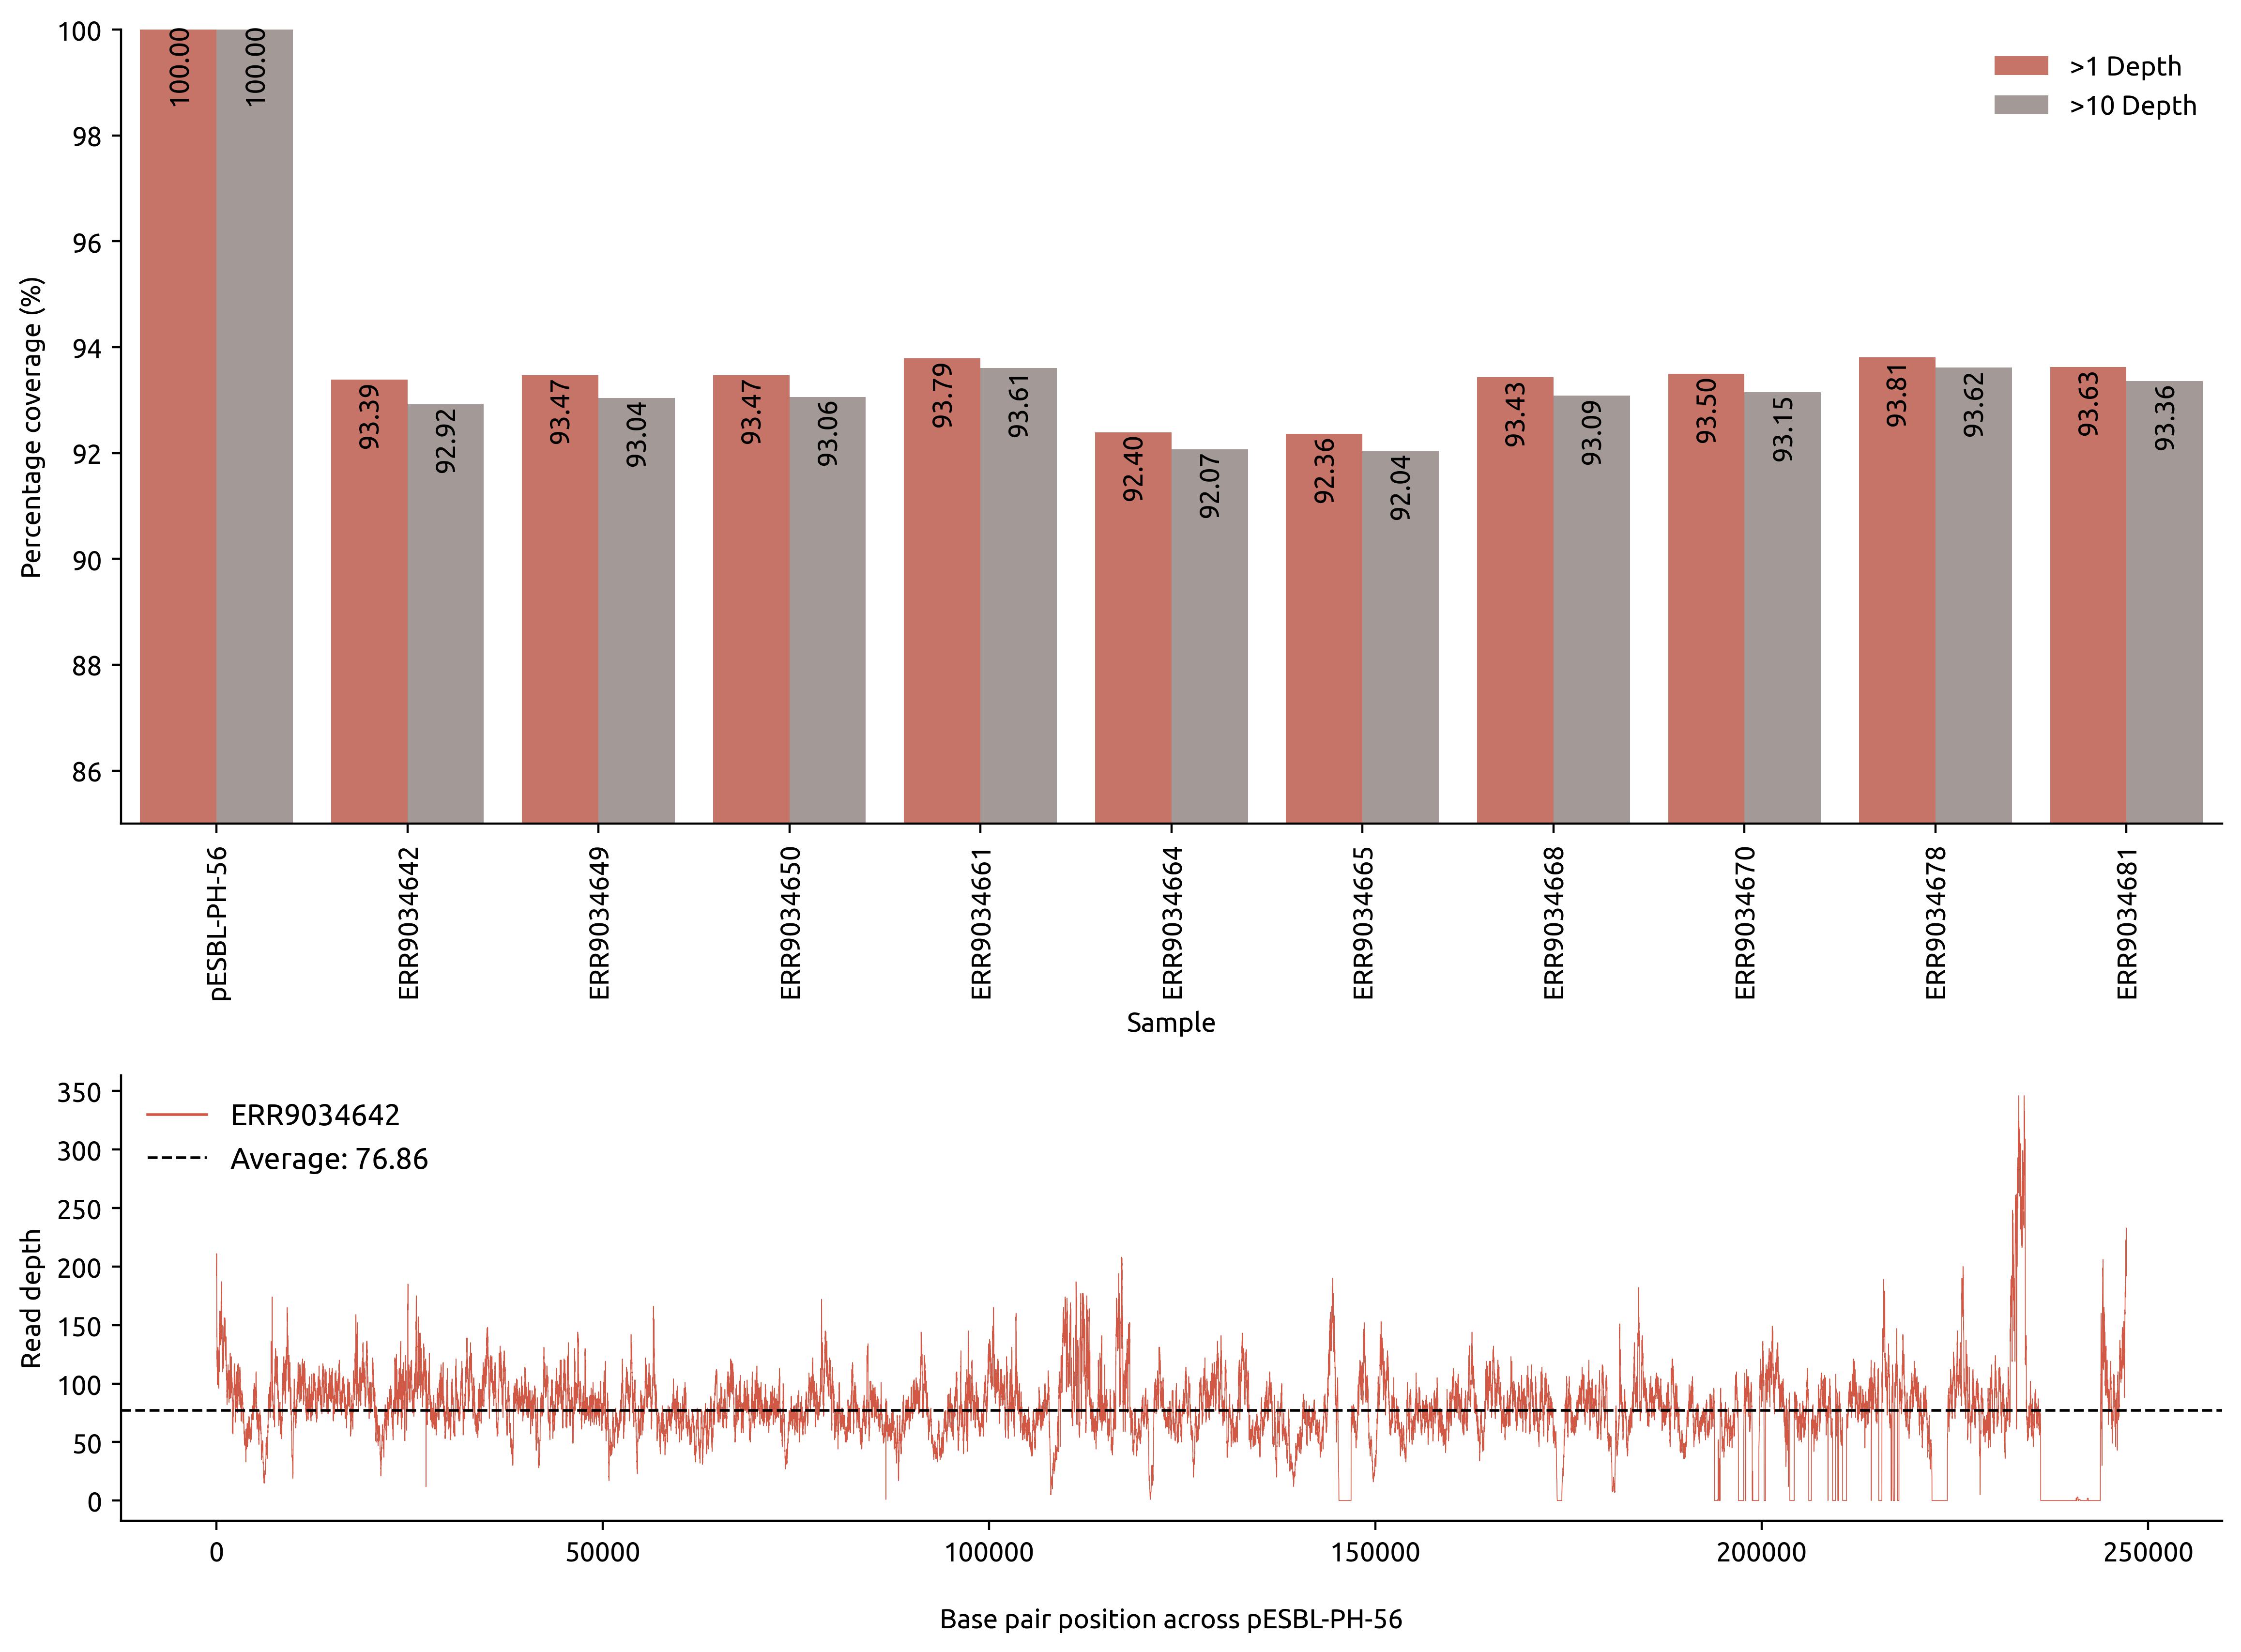 100
98
96
94
92
90
88
86
Percentage coverage (%)
>1 Depth
>10 Depth
100.00
100.00
93.39
92.92
93.47
93.04
93.47
93.06
93.79
93.61
92.40
92.07
92.36
92.04
93.43
93.09
93.50
93.15
93.81
93.62
93.63
93.36
pESBL-PH-56
ERR9034642
ERR9034649
ERR9034650
ERR9034661
ERR9034664
ERR9034665
ERR9034668
ERR9034670
ERR9034678
ERR9034681
Sample
350
300
250
200
150
100
50
0
Read depth
ERR9034642
Average: 76.86
0
50000
100000
150000
200000
250000
Base pair position across pESBL-PH-56